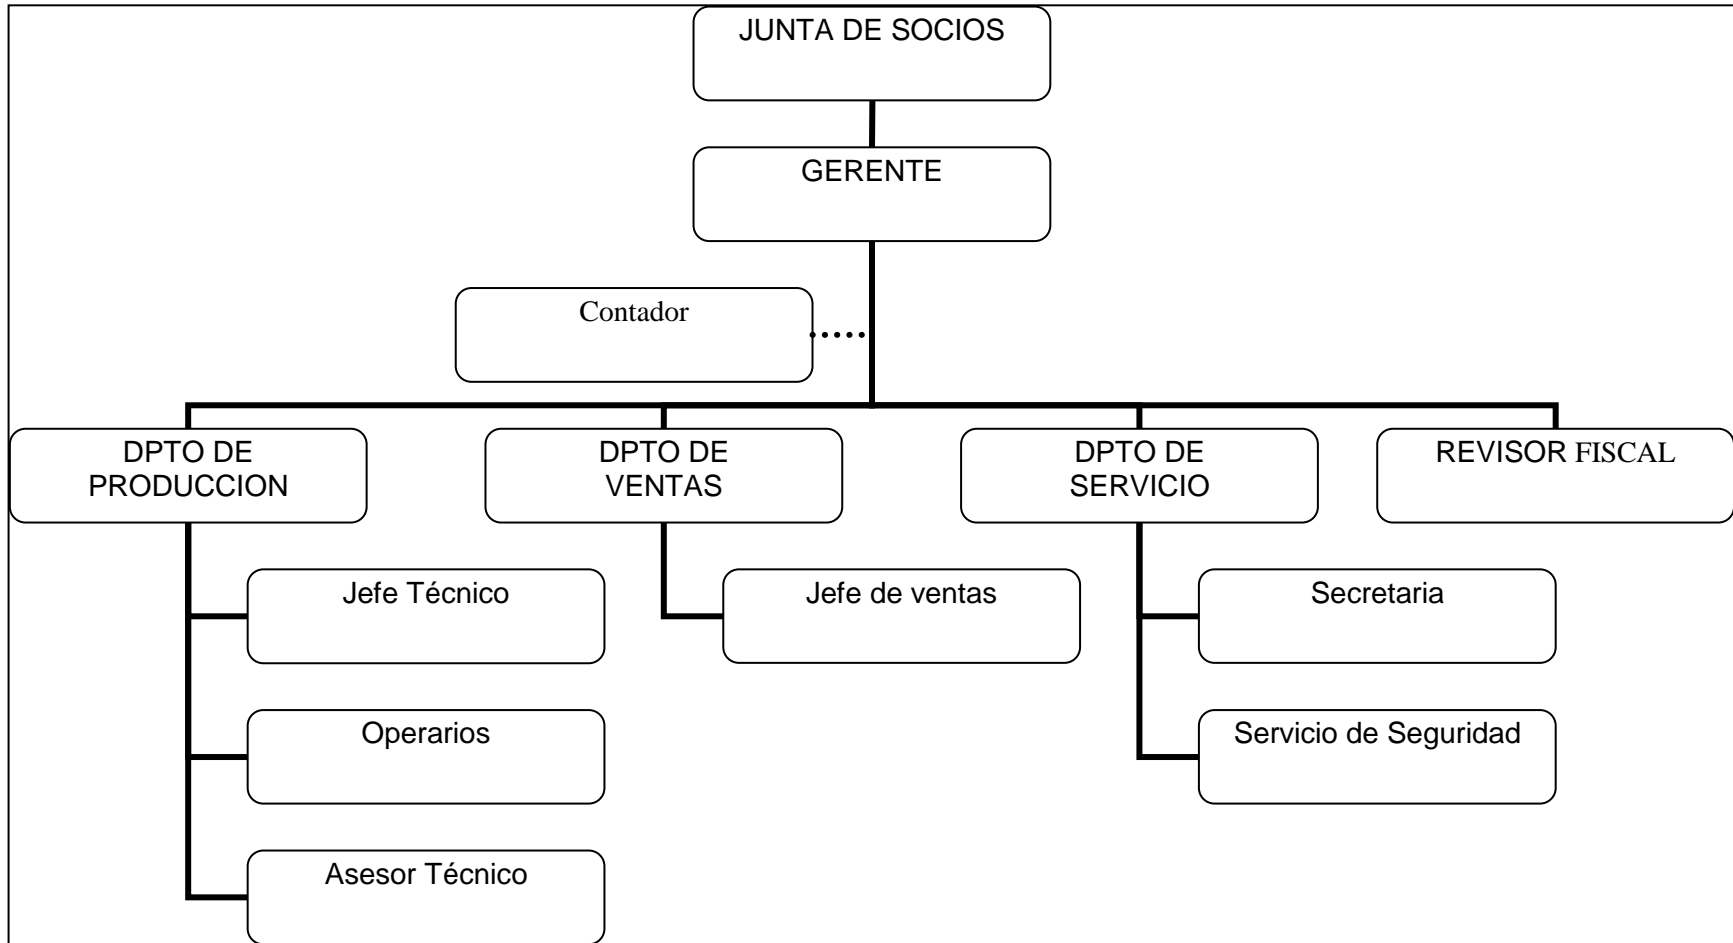 JUNTA DE SOCIOS
GERENTE
Contador
DPTO DE
PRODUCCION
DPTO DE
VENTAS
DPTO DE
SERVICIO
REVISOR FISCAL
Jefe Técnico
Jefe de ventas
Secretaria
Operarios
Servicio de Seguridad
Asesor Técnico